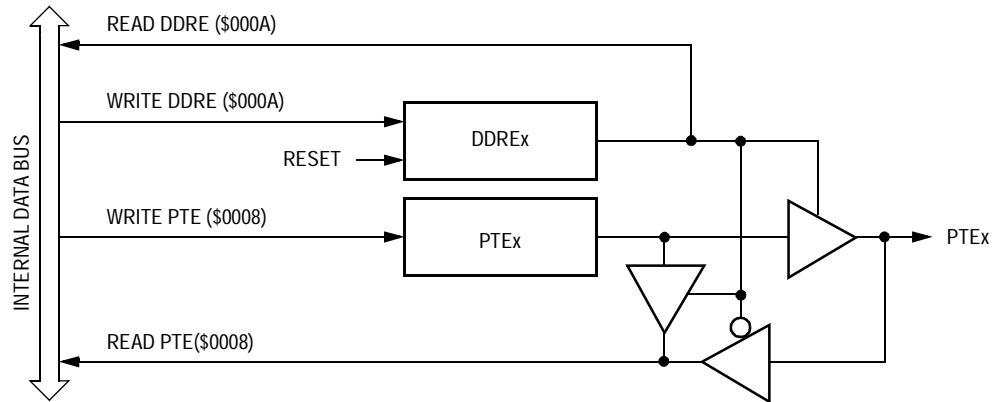 READ DDRE ($000A)
WRITE DDRE ($000A)
DDREx
RESET
WRITE PTE ($0008)
PTEx
PTEx
READ PTE($0008)
INTERNAL DATA BUS